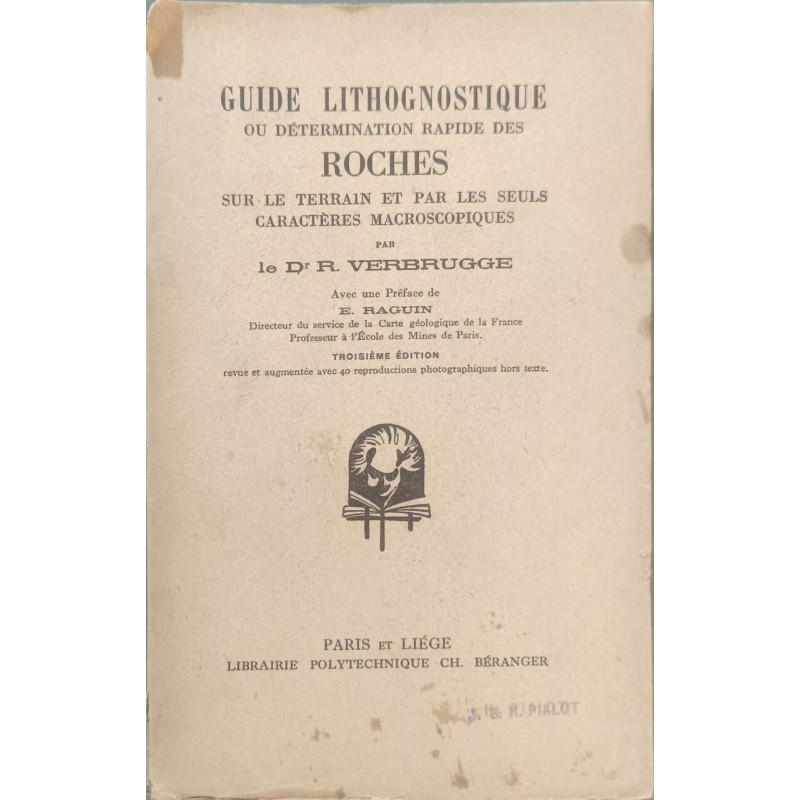 GUIDE LITHOGNOSTIQUE
OU DÉTERMINATION RAPIDE DES
ROCHES
SUR LE TERRAIN ET PAR LES SEULS
CARACTÈRES MACROSCOPIQUES
PAR
le Dr R. VERBRUGGE
Avec une Préface de
E. RAGUIN
Directeur du service de la Carte géologique de la France
Professeur à l'École des Mines de Paris.
TROISIÈME ÉDITION
revue et augmentée avec 40 reproductions photographiques hors texte.
PARIS ET LIÉGE
LIBRAIRIE POLYTECHNIQUE CH. BÉRANGER
PIALOT